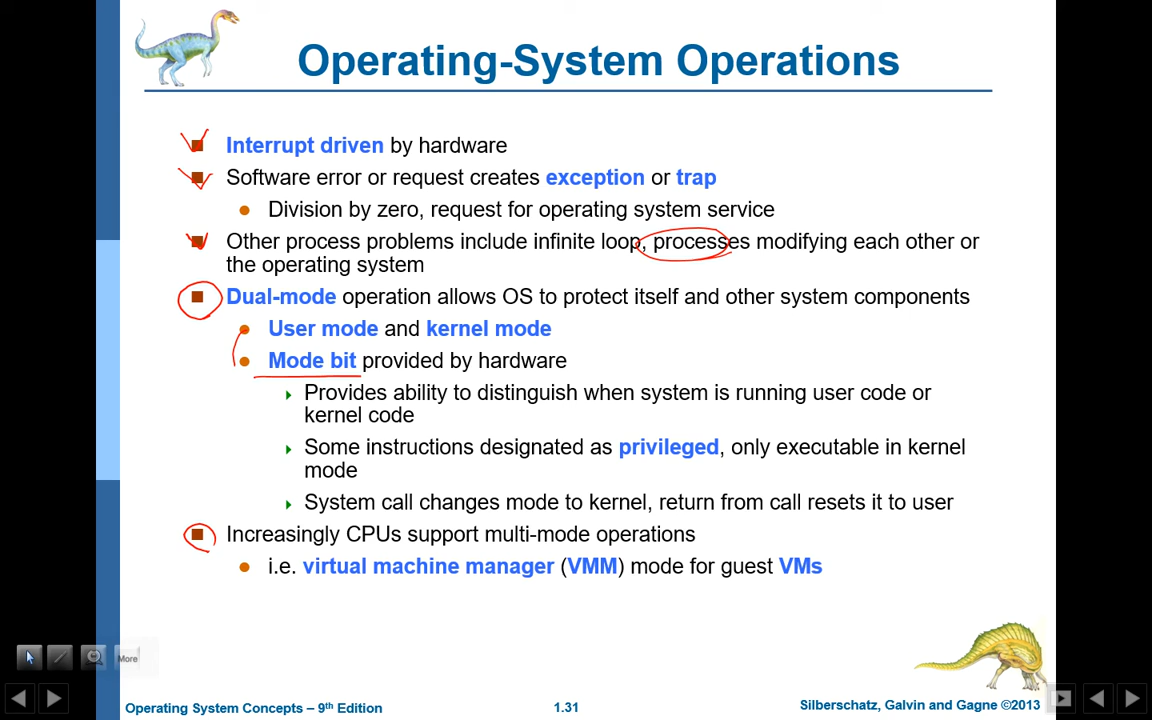 Operating-System Operations
Interrupt driven by hardware
Software error or request creates exception or trap
Division by zero, request for operating system service
Other process problems include infinite loop, processes modifying each other or
the operating system
Dual-mode operation allows OS to protect itself and other system components
User mode and kernel mode
Mode bit provided by hardware
Provides ability to distinguish when system is running user code or
kernel code
Some instructions designated as privileged, only executable in kernel
mode
System call changes mode to kernel, return from call resets it to user
Increasingly CPUs support multi-mode operations
i.e. virtual machine manager (VMM) mode for guest VMs
More
Operating System Concepts – 9th Edition
1.31
Silberschatz, Galvin and Gagne ©2013